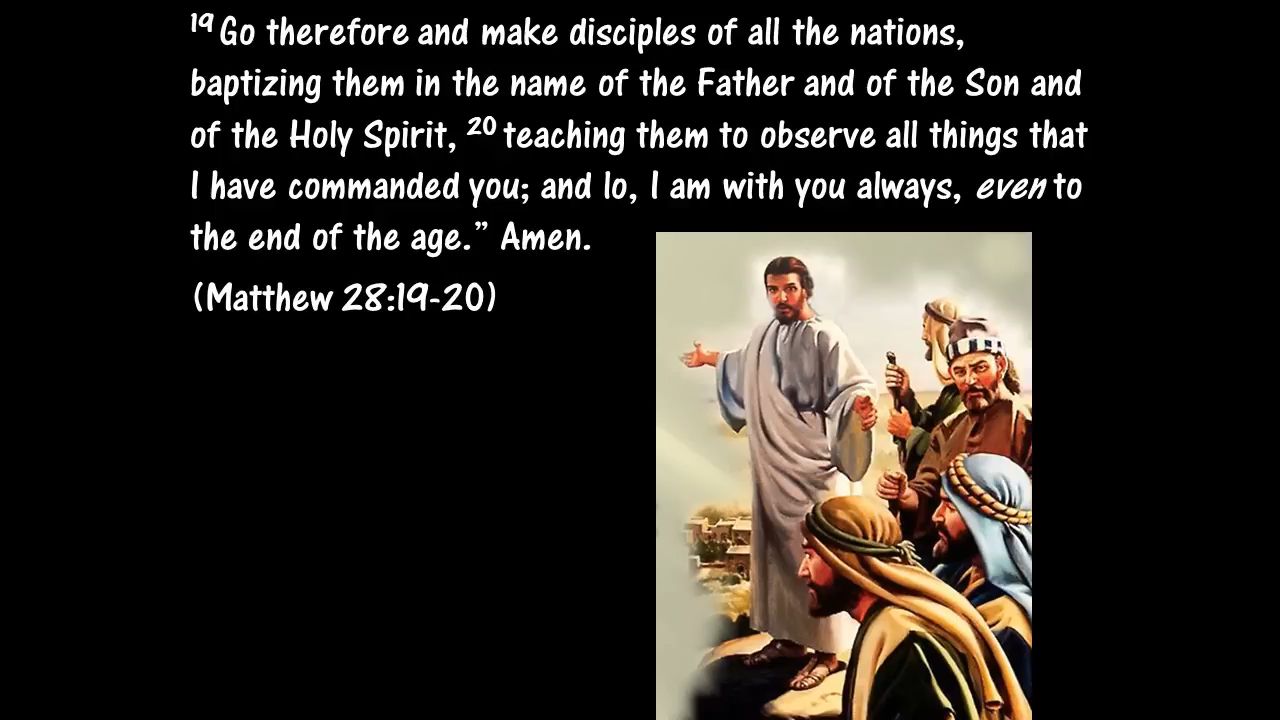 19 Go therefore and make disciples of all the nations,
baptizing them in the name of the Father and of the Son and
of the Holy Spirit, 20 teaching them to observe all things that
I have commanded you; and lo, I am with you always, even to
the end of the age.” Amen.
(Matthew 28:19-20)